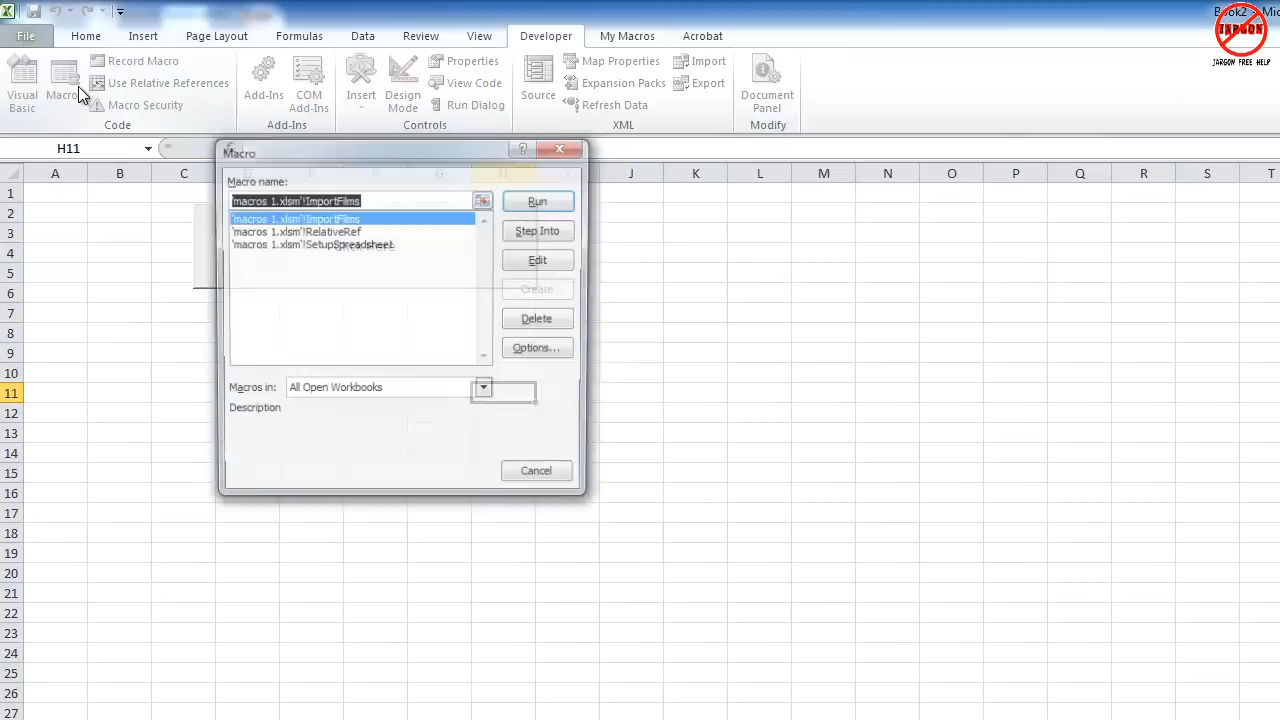 Book2 - Mic
File Home Insert Page Layout Formulas Data Review View Developer My Macros Acrobat
JARGON
JARGON FREE HELP
Visual Basic
Macros
Record Macro
Use Relative References
Macro Security
Code
Add-Ins
COM Add-Ins
Add-Ins
Insert
Design Mode
Properties
View Code
Run Dialog
Controls
Source
Map Properties
Expansion Packs
Refresh Data
Import
Export
XML
Document Panel
Modify
H11
A B C J K L M N O P Q R S T
Macro
Macro name:
'macros 1.xlsm'!ImportFilms
'macros 1.xlsm'!ImportFilms
'macros 1.xlsm'!RelativeRef
'macros 1.xlsm'!SetupSpreadsheet
Run
Step Into
Edit
Create
Delete
Options...
Macros in: All Open Workbooks
Description
Cancel
1
2
3
4
5
6
7
8
9
10
11
12
13
14
15
16
17
18
19
20
21
22
23
24
25
26
27